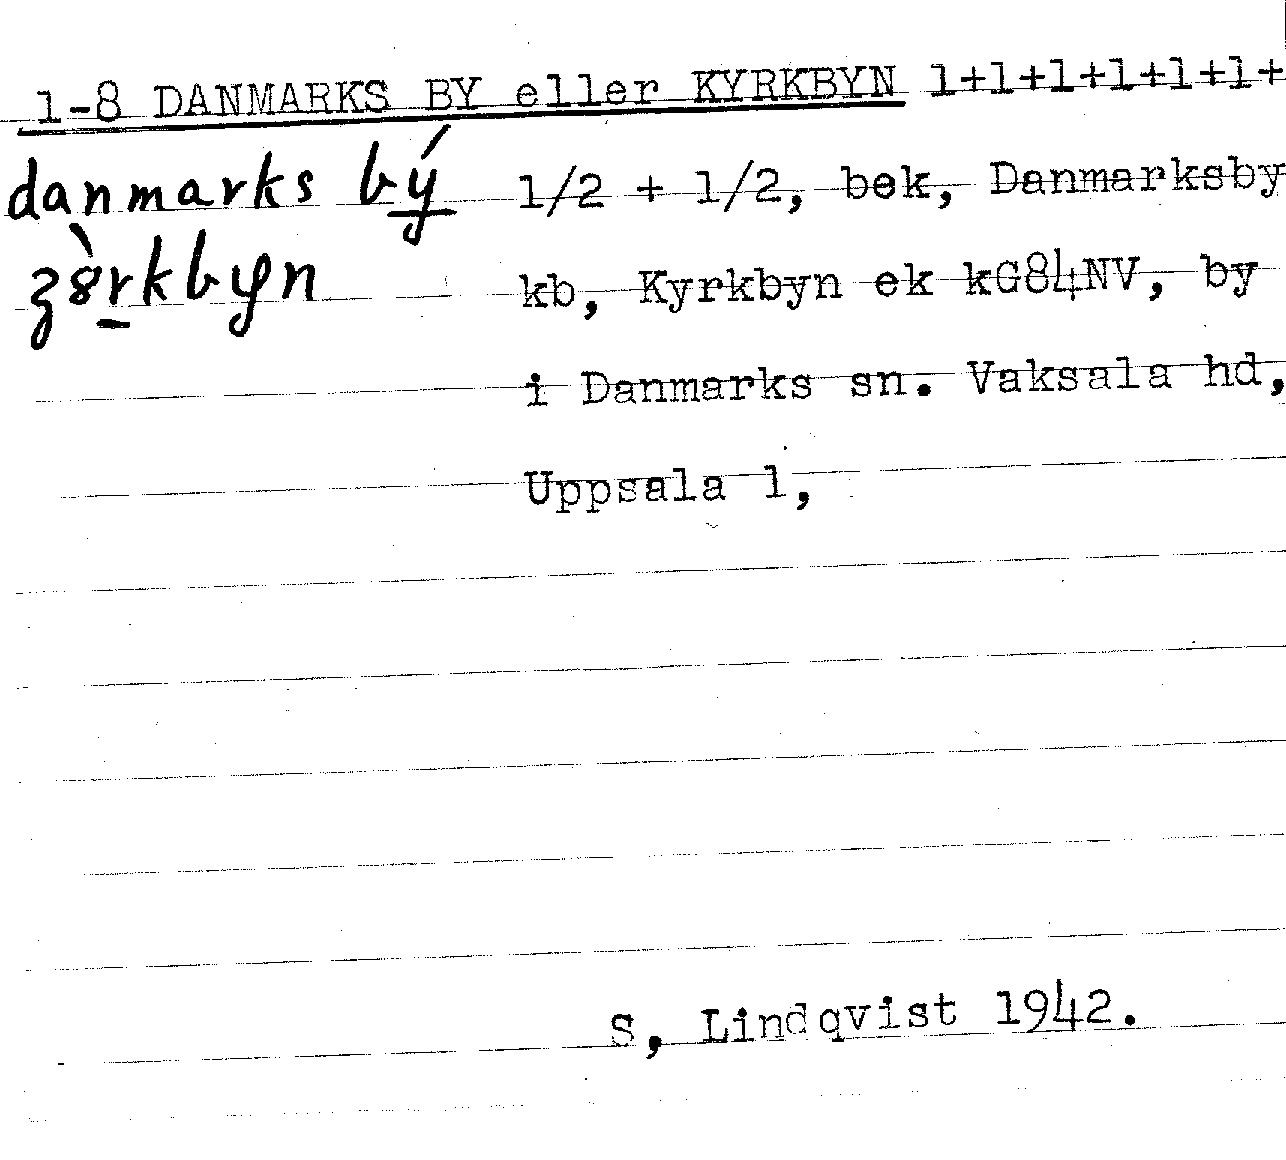 1-8 DANMARKS BY eller KYRKBYN 1+1+1+1+1+1+
danmarks bý 1/2 + 1/2, bek, Danmarksby
kb, Kyrkbyn ek kG84NV, by
i Danmarks sn. Vaksala hd,
Uppsala l,
S, Lindqvist 1942.